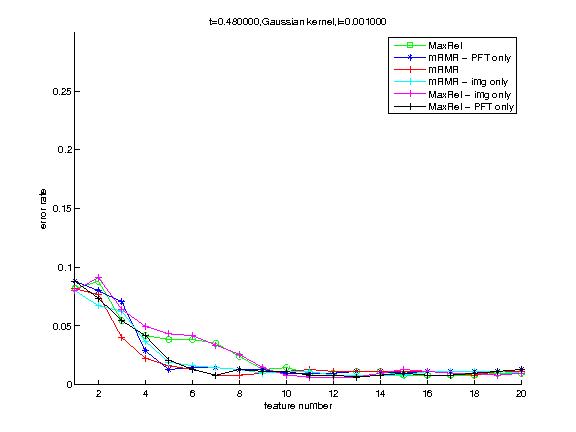 t=0.480000,Gaussian kernel,l=0.001000
MaxRel
mRMR – PFT only
mRMR
mRMR – img only
MaxRel – img only
MaxRel – PFT only
0.25
0.2
0.15
0.1
0.05
0
error rate
2 4 6 8 10 12 14 16 18 20
feature number